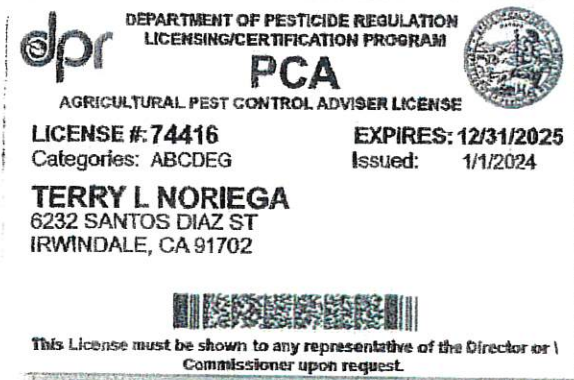 dpr
DEPARTMENT OF PESTICIDE REGULATION
LICENSING/CERTIFICATION PROGRAM
PCA
AGRICULTURAL PEST CONTROL ADVISER LICENSE
LICENSE #: 74416 EXPIRES: 12/31/2025
Categories: ABCDEG Issued: 1/1/2024
TERRY L NORIEGA
6232 SANTOS DIAZ ST
IRWINDALE, CA 91702
This License must be shown to any representative of the Director or \
Commissioner upon request.